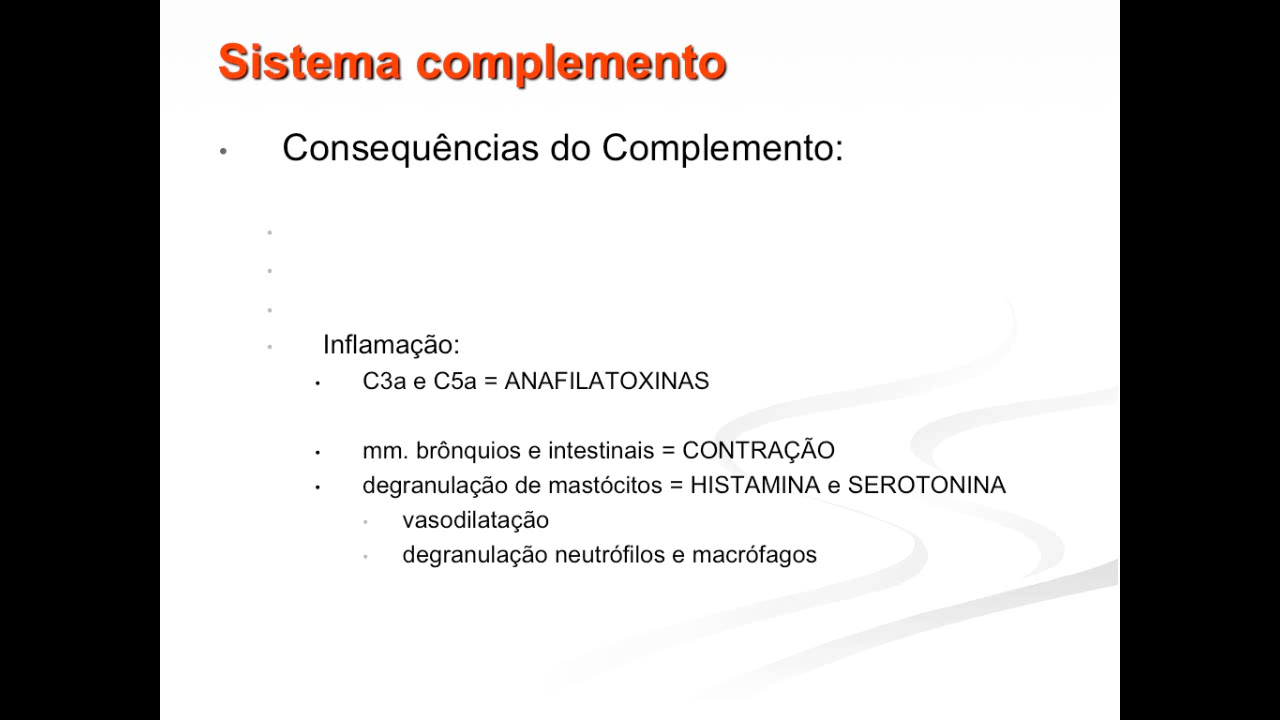 Sistema complemento
• Consequências do Complemento:
•
•
•
• Inflamação:
• C3a e C5a = ANAFILATOXINAS
• mm. brônquios e intestinais = CONTRAÇÃO
• degranulação de mastócitos = HISTAMINA e SEROTONINA
• vasodilatação
• degranulação neutrófilos e macrófagos